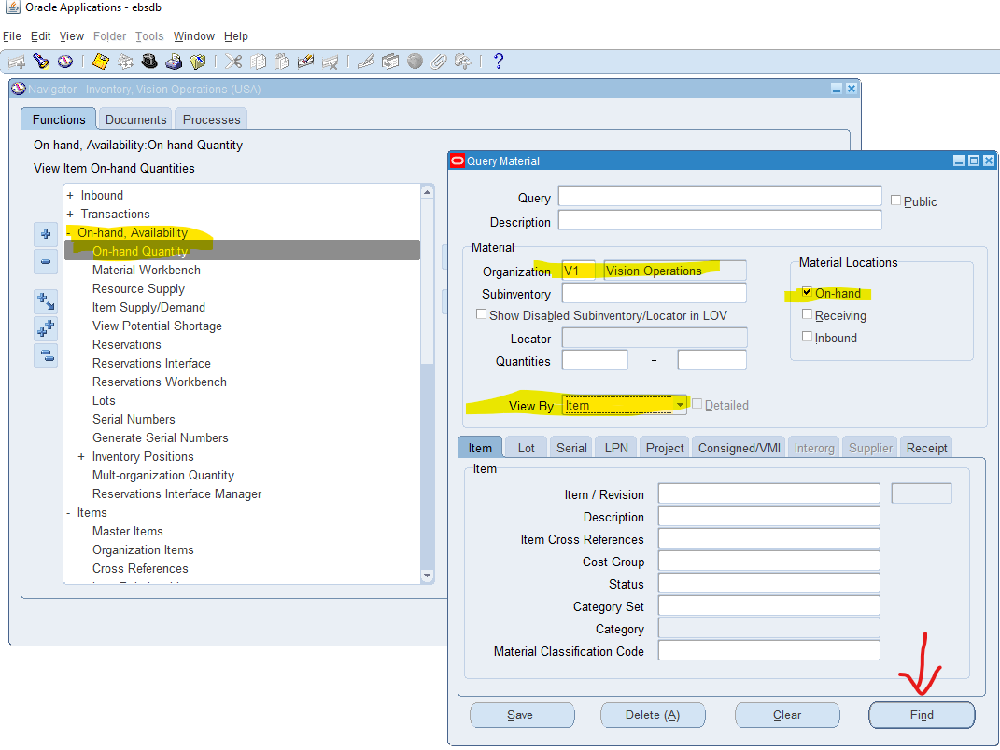 Oracle Applications - ebsdb
File Edit View Folder Tools Window Help
Navigator - Inventory, Vision Operations (USA)
Functions Documents Processes
On-hand, Availability:On-hand Quantity
View Item On-hand Quantities
+ Inbound
+ Transactions
- On-hand, Availability
On-hand Quantity
Material Workbench
Resource Supply
Item Supply/Demand
View Potential Shortage
Reservations
Reservations Interface
Reservations Workbench
Lots
Serial Numbers
Generate Serial Numbers
+ Inventory Positions
Mult-organization Quantity
Reservations Interface Manager
- Items
Master Items
Organization Items
Cross References
Query Material
Query
Public
Description
Material
Organization V1 Vision Operations
Subinventory
Show Disabled Subinventory/Locator in LOV
Locator
Quantities -
View By Item Detailed
Material Locations
On-hand
Receiving
Inbound
Item Lot Serial LPN Project Consigned/VMI Interorg Supplier Receipt
Item
Item / Revision
Description
Item Cross References
Cost Group
Status
Category Set
Category
Material Classification Code
Save Delete (A) Clear Find